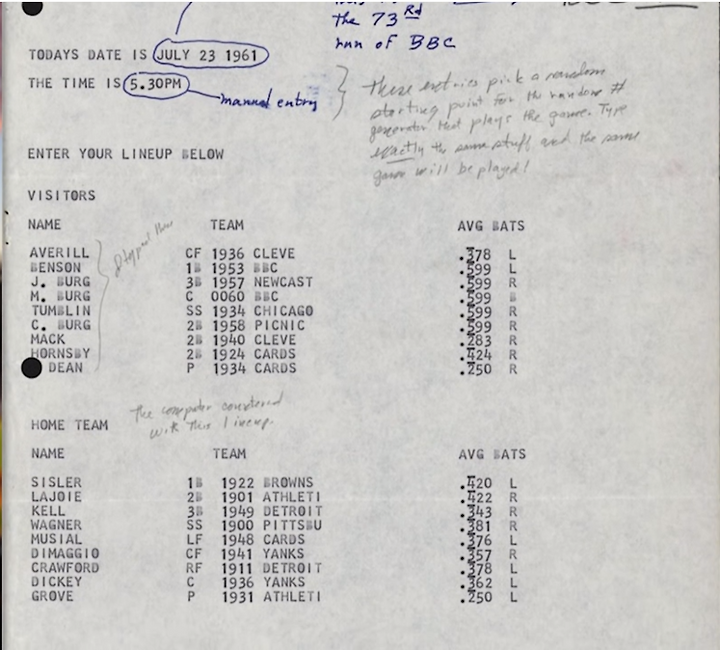 the 73 Rd
run of BBC
TODAYS DATE IS JULY 23 1961
THE TIME IS 5.30PM
manual entry
These entries pick a random
starting point for the random #
generator that plays the game. Type
exactly the same stuff and the same
game will be played!
ENTER YOUR LINEUP BELOW
VISITORS
NAME TEAM AVG BATS
I typed these
AVERILL CF 1936 CLEVE .378 L
BENSON 1B 1953 BBC .599 L
J. BURG 3B 1957 NEWCAST .599 R
M. BURG C 0060 BBC .599 B
TUMBLIN SS 1934 CHICAGO .599 R
C. BURG 2B 1958 PICNIC .599 R
MACK 2B 1940 CLEVE .283 R
HORNSBY 2B 1924 CARDS .424 R
DEAN P 1934 CARDS .250 R
The computer countered
with this lineup.
HOME TEAM
NAME TEAM AVG BATS
SISLER 1B 1922 BROWNS .420 L
LAJOIE 2B 1901 ATHLETI .422 R
KELL 3B 1949 DETROIT .343 R
WAGNER SS 1900 PITTSBU .381 R
MUSIAL LF 1948 CARDS .376 L
DIMAGGIO CF 1941 YANKS .357 R
CRAWFORD RF 1911 DETROIT .378 L
DICKEY C 1936 YANKS .362 L
GROVE P 1931 ATHLETI .250 L